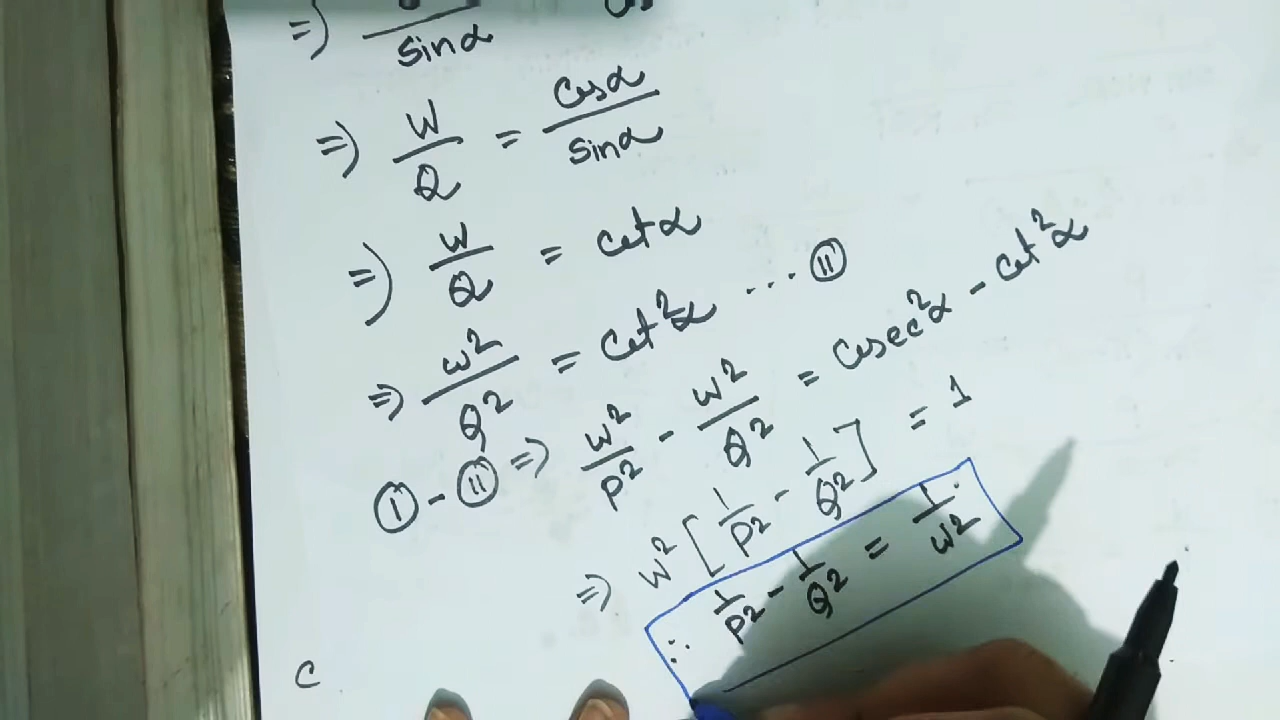 => / sinα
=> W/Q = cosα/sinα
=> W/Q = cotα
=> w²/Q² = cot²α ... (II)
(I) - (II) => w²/P² - w²/Q² = cosec²α - cot²α
=> w² [1/P² - 1/Q²] = 1
∴ 1/P² - 1/Q² = 1/w².
C